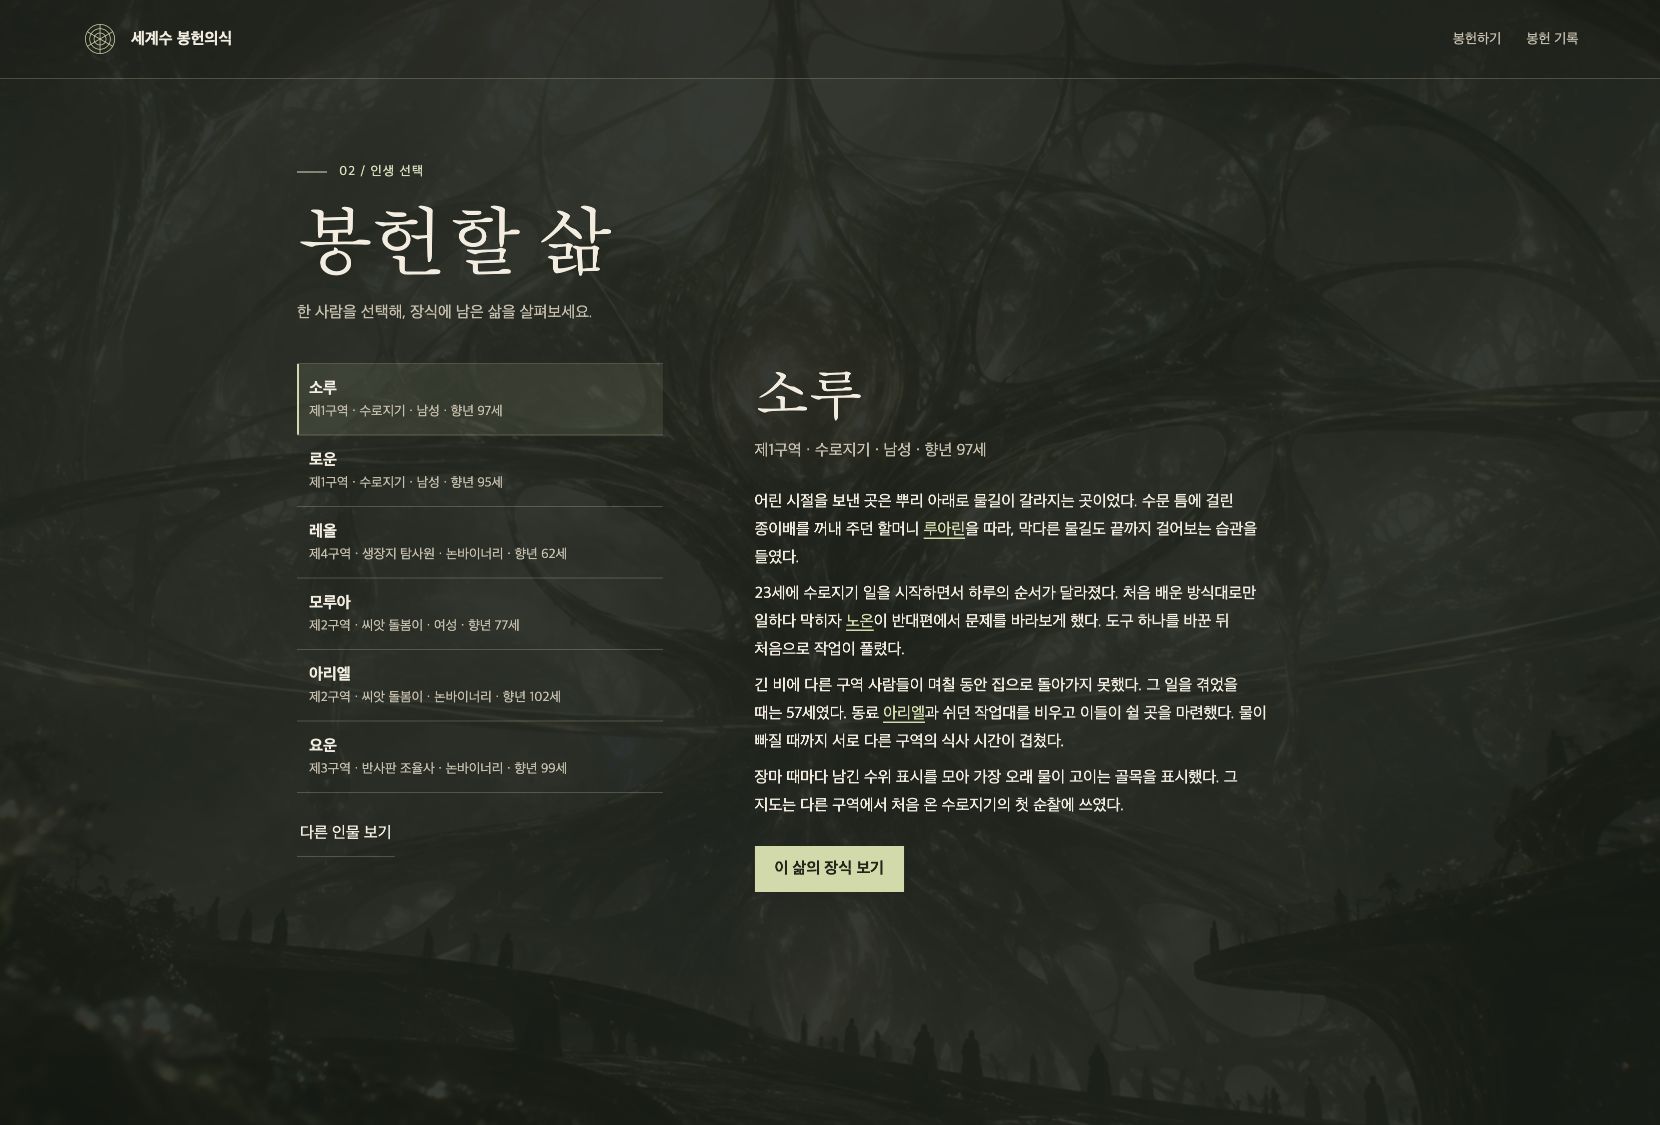 세계수 봉헌의식
봉헌하기
봉헌 기록
02 / 인생 선택
봉헌할 삶
한 사람을 선택해, 장식에 남은 삶을 살펴보세요.
소루
제1구역 · 수로지기 · 남성 · 향년 97세
로운
제1구역 · 수로지기 · 남성 · 향년 95세
레올
제4구역 · 생장지 탐사원 · 논바이너리 · 향년 62세
모루아
제2구역 · 씨앗 돌봄이 · 여성 · 향년 77세
아리엘
제2구역 · 씨앗 돌봄이 · 논바이너리 · 향년 102세
요운
제3구역 · 반사판 조율사 · 논바이너리 · 향년 99세
다른 인물 보기
소루
제1구역 · 수로지기 · 남성 · 향년 97세
어린 시절을 보낸 곳은 뿌리 아래로 물길이 갈라지는 곳이었다. 수문 틈에 걸린
종이배를 꺼내 주던 할머니 루아린을 따라, 막다른 물길도 끝까지 걸어보는 습관을
들였다.
23세에 수로지기 일을 시작하면서 하루의 순서가 달라졌다. 처음 배운 방식대로만
일하다 막히자 노온이 반대편에서 문제를 바라보게 했다. 도구 하나를 바꾼 뒤
처음으로 작업이 풀렸다.
긴 비에 다른 구역 사람들이 며칠 동안 집으로 돌아가지 못했다. 그 일을 겪었을
때는 57세였다. 동료 아리엘과 쉬던 작업대를 비우고 이들이 쉴 곳을 마련했다. 물이
빠질 때까지 서로 다른 구역의 식사 시간이 겹쳤다.
장마 때마다 남긴 수위 표시를 모아 가장 오래 물이 고이는 골목을 표시했다. 그
지도는 다른 구역에서 처음 온 수로지기의 첫 순찰에 쓰였다.
이 삶의 장식 보기